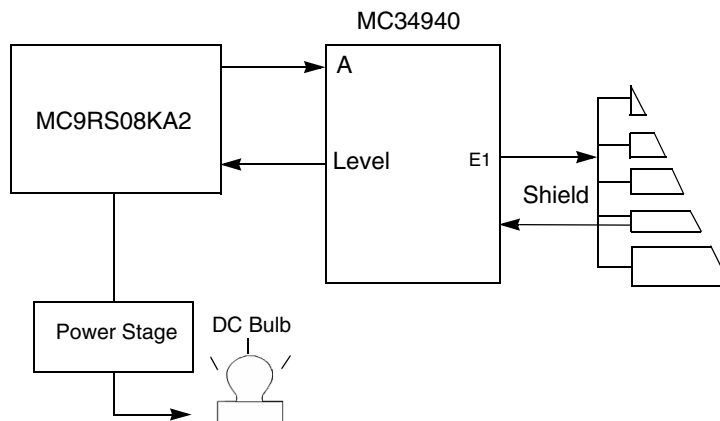 MC34940
A
MC9RS08KA2
Level
E1
Shield
Power Stage
DC Bulb